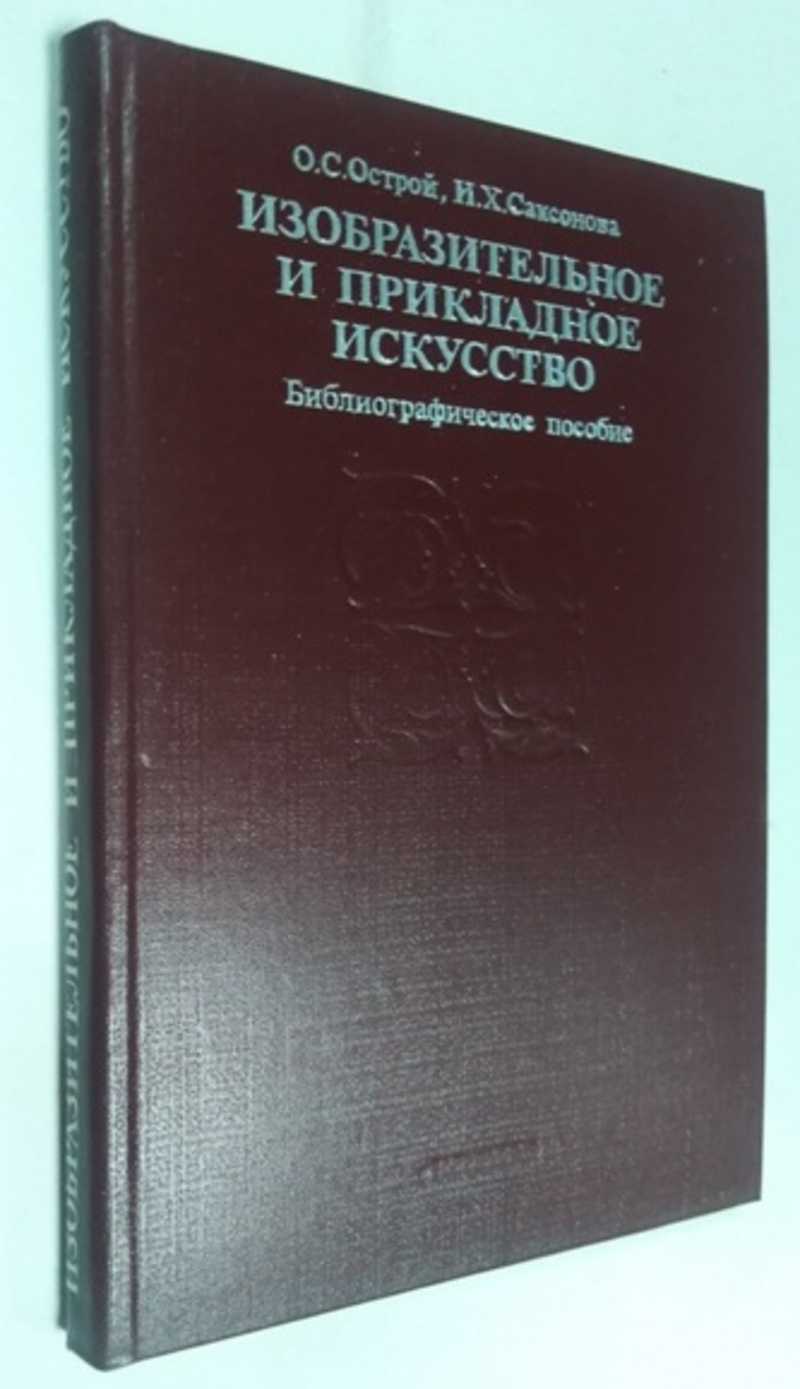 О.С.Острой, И.Х.Саксонова
ИЗОБРАЗИТЕЛЬНОЕ
И ПРИКЛАДНОЕ
ИСКУССТВО
Библиографическое пособие
ИЗОБРАЗИТЕЛЬНОЕ И ПРИКЛАДНОЕ ИСКУССТВО